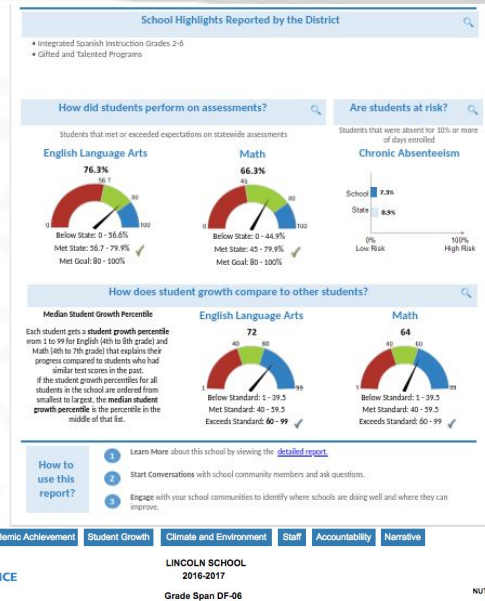 School Highlights Reported by the District
• Integrated Spanish Instruction Grades 2-6
• Gifted and Talented Programs
How did students perform on assessments?
Students that met or exceeded expectations on statewide assessments
English Language Arts
76.3%
56.7
80
0
100
Below State: 0 - 56.6%
Met State: 56.7 - 79.9%
Met Goal: 80 - 100%
Math
66.3%
45
80
0
100
Below State: 0 - 44.9%
Met State: 45 - 79.9%
Met Goal: 80 - 100%
Are students at risk?
Students that were absent for 10% or more
of days enrolled
Chronic Absenteeism
School 7.3%
State 8.9%
0% 100%
Low Risk High Risk
How does student growth compare to other students?
Median Student Growth Percentile
Each student gets a student growth percentile
from 1 to 99 for English (4th to 8th grade) and
Math (4th to 7th grade) that explains their
progress compared to students who had
similar test scores in the past.
If the student growth percentiles for all
students in the school are ordered from
smallest to largest, the median student
growth percentile is the percentile in the
middle of that list.
English Language Arts
72
40
60
1
99
Below Standard: 1 - 39.5
Met Standard: 40 - 59.5
Exceeds Standard: 60 - 99
Math
64
40
60
1
99
Below Standard: 1 - 39.5
Met Standard: 40 - 59.5
Exceeds Standard: 60 - 99
How to
use this
report?
1 Learn More about this school by viewing the detailed report.
2 Start Conversations with school community members and ask questions.
3 Engage with your school communities to identify where schools are doing well and where they can
improve.
demic Achievement Student Growth Climate and Environment Staff Accountability Narrative
LINCOLN SCHOOL
2016-2017
ICE
Grade Span DF-06
NUT